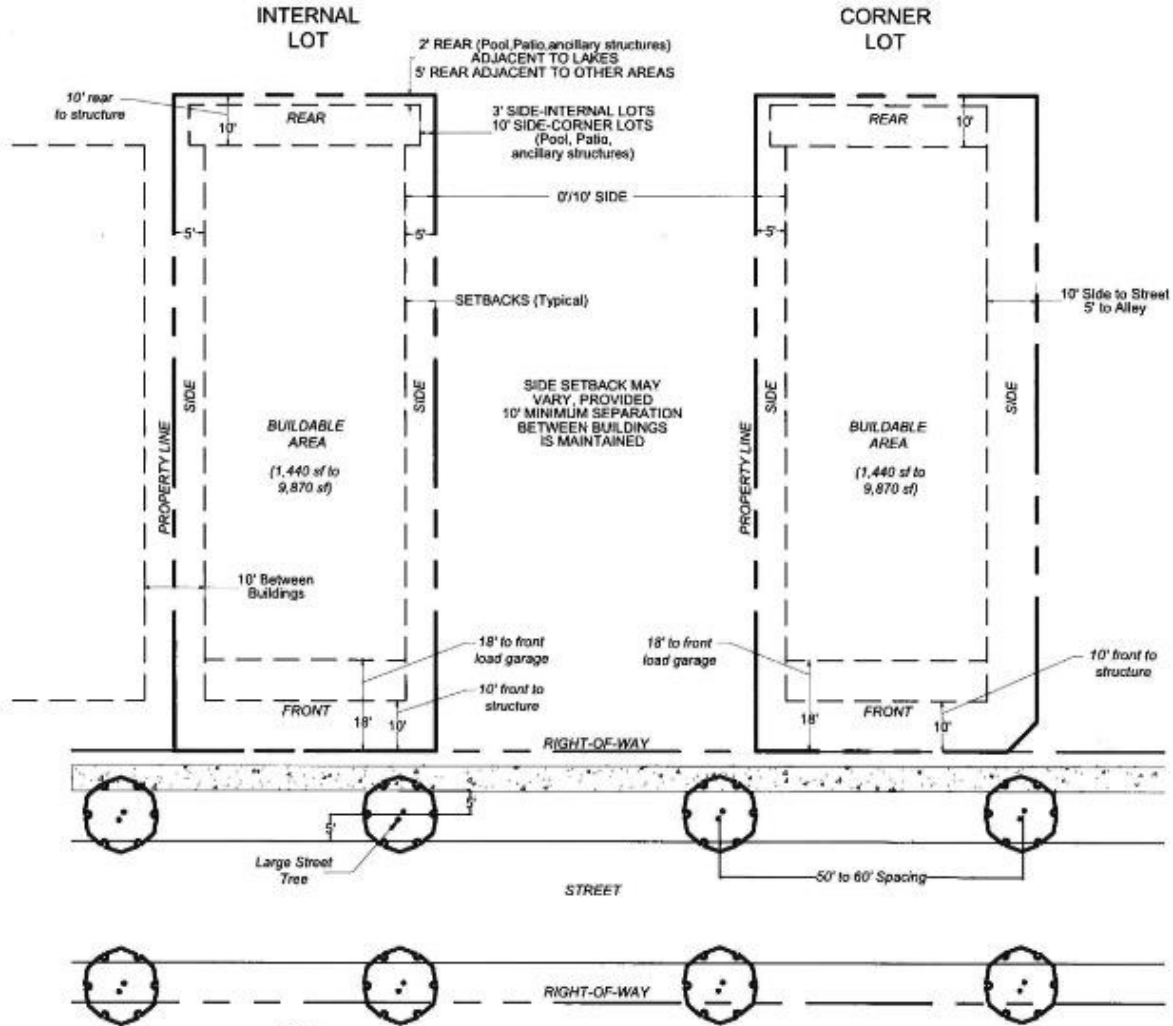 INTERNAL
LOT
CORNER
LOT
2' REAR (Pool,Patio,ancillary structures)
ADJACENT TO LAKES
5' REAR ADJACENT TO OTHER AREAS
10' rear
to structure
10'
REAR
3' SIDE-INTERNAL LOTS
10' SIDE-CORNER LOTS
(Pool, Patio,
ancillary structures)
REAR
10'
0'/10' SIDE
5'
5'
5'
SETBACKS (Typical)
10' Side to Street
5' to Alley
PROPERTY LINE
SIDE
BUILDABLE
AREA
(1,440 sf to
9,870 sf)
SIDE
SIDE SETBACK MAY
VARY, PROVIDED
10' MINIMUM SEPARATION
BETWEEN BUILDINGS
IS MAINTAINED
PROPERTY LINE
SIDE
BUILDABLE
AREA
(1,440 sf to
9,870 sf)
SIDE
10' Between
Buildings
18' to front
load garage
10' front to
structure
18' to front
load garage
10' front to
structure
FRONT
18'
10'
18'
FRONT
10'
RIGHT-OF-WAY
5'
Large Street
Tree
50' to 60' Spacing
STREET
RIGHT-OF-WAY